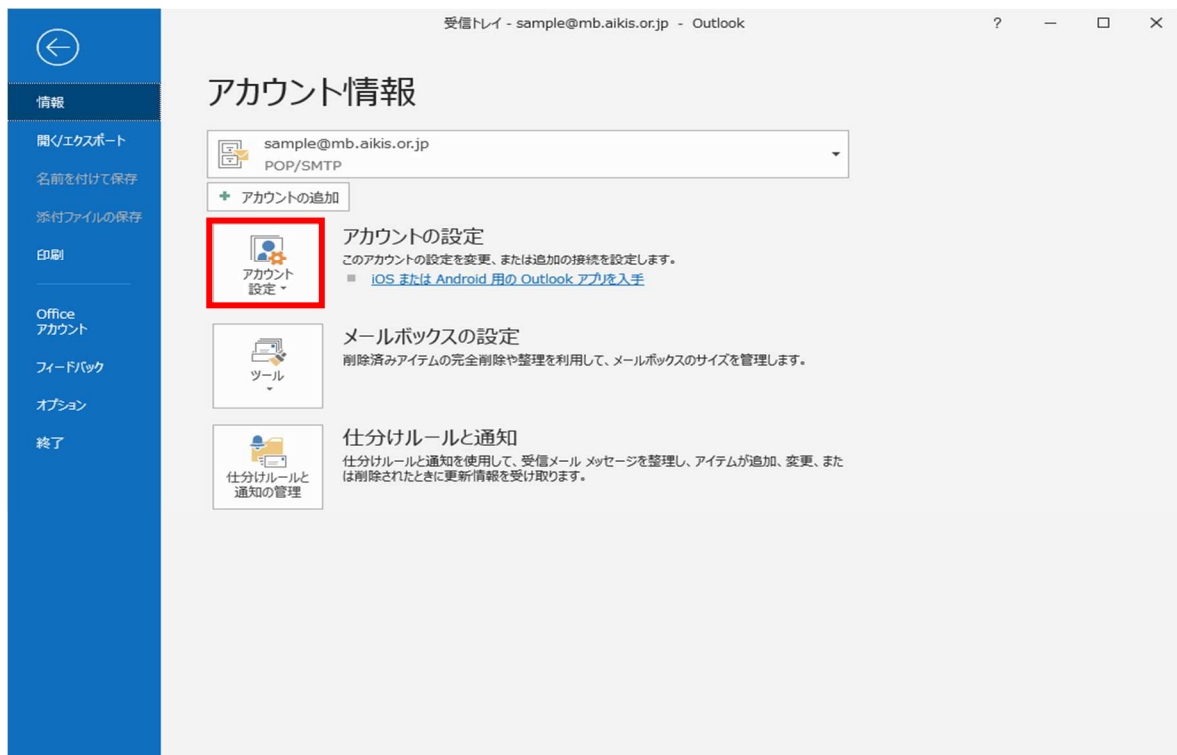 受信トレイ - sample@mb.aikis.or.jp - Outlook
?
情報
開く/エクスポート
名前を付けて保存
添付ファイルの保存
印刷
Office
アカウント
フィードバック
オプション
終了
アカウント情報
sample@mb.aikis.or.jp
POP/SMTP
アカウントの追加
アカウント
設定
アカウントの設定
このアカウントの設定を変更、または追加の接続を設定します。
iOS または Android 用の Outlook アプリを入手
ツール
メールボックスの設定
削除済みアイテムの完全削除や整理を利用して、メールボックスのサイズを管理します。
仕分けルールと
通知の管理
仕分けルールと通知
仕分けルールと通知を使用して、受信メール メッセージを整理し、アイテムが追加、変更、また
は削除されたときに更新情報を受け取ります。